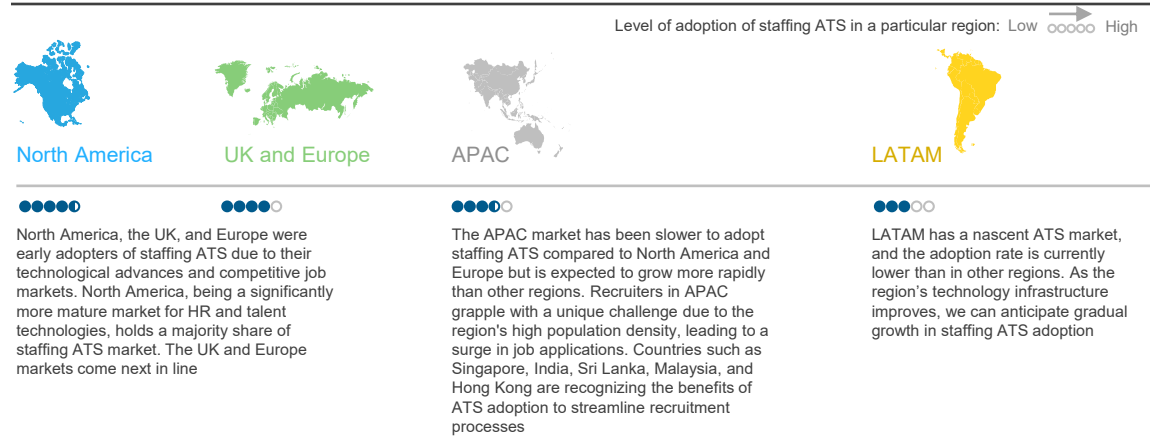 Level of adoption of staffing ATS in a particular region: Low High
North America
UK and Europe
APAC
LATAM
North America, the UK, and Europe were
early adopters of staffing ATS due to their
technological advances and competitive job
markets. North America, being a significantly
more mature market for HR and talent
technologies, holds a majority share of
staffing ATS market. The UK and Europe
markets come next in line
The APAC market has been slower to adopt
staffing ATS compared to North America and
Europe but is expected to grow more rapidly
than other regions. Recruiters in APAC
grapple with a unique challenge due to the
region's high population density, leading to a
surge in job applications. Countries such as
Singapore, India, Sri Lanka, Malaysia, and
Hong Kong are recognizing the benefits of
ATS adoption to streamline recruitment
processes
LATAM has a nascent ATS market,
and the adoption rate is currently
lower than in other regions. As the
region’s technology infrastructure
improves, we can anticipate gradual
growth in staffing ATS adoption